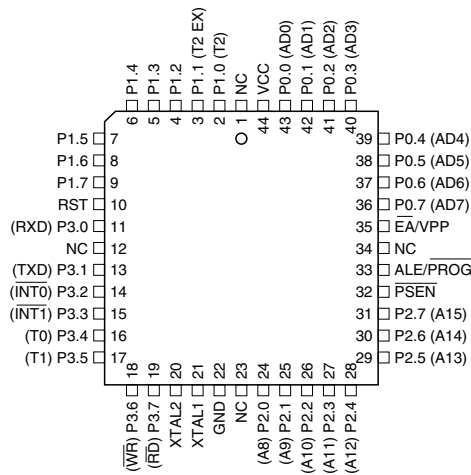 P1.4
P1.3
P1.2
P1.1 (T2 EX)
P1.0 (T2)
NC
VCC
P0.0 (AD0)
P0.1 (AD1)
P0.2 (AD2)
P0.3 (AD3)
6
5
4
3
2
1
44
43
42
41
40
P1.5 7
P1.6 8
P1.7 9
RST 10
(RXD) P3.0 11
NC 12
(TXD) P3.1 13
(INT0) P3.2 14
(INT1) P3.3 15
(T0) P3.4 16
(T1) P3.5 17
39 P0.4 (AD4)
38 P0.5 (AD5)
37 P0.6 (AD6)
36 P0.7 (AD7)
35 EA/VPP
34 NC
33 ALE/PROG
32 PSEN
31 P2.7 (A15)
30 P2.6 (A14)
29 P2.5 (A13)
18
19
20
21
22
23
24
25
26
27
28
(WR) P3.6
(RD) P3.7
XTAL2
XTAL1
GND
NC
(A8) P2.0
(A9) P2.1
(A10) P2.2
(A11) P2.3
(A12) P2.4